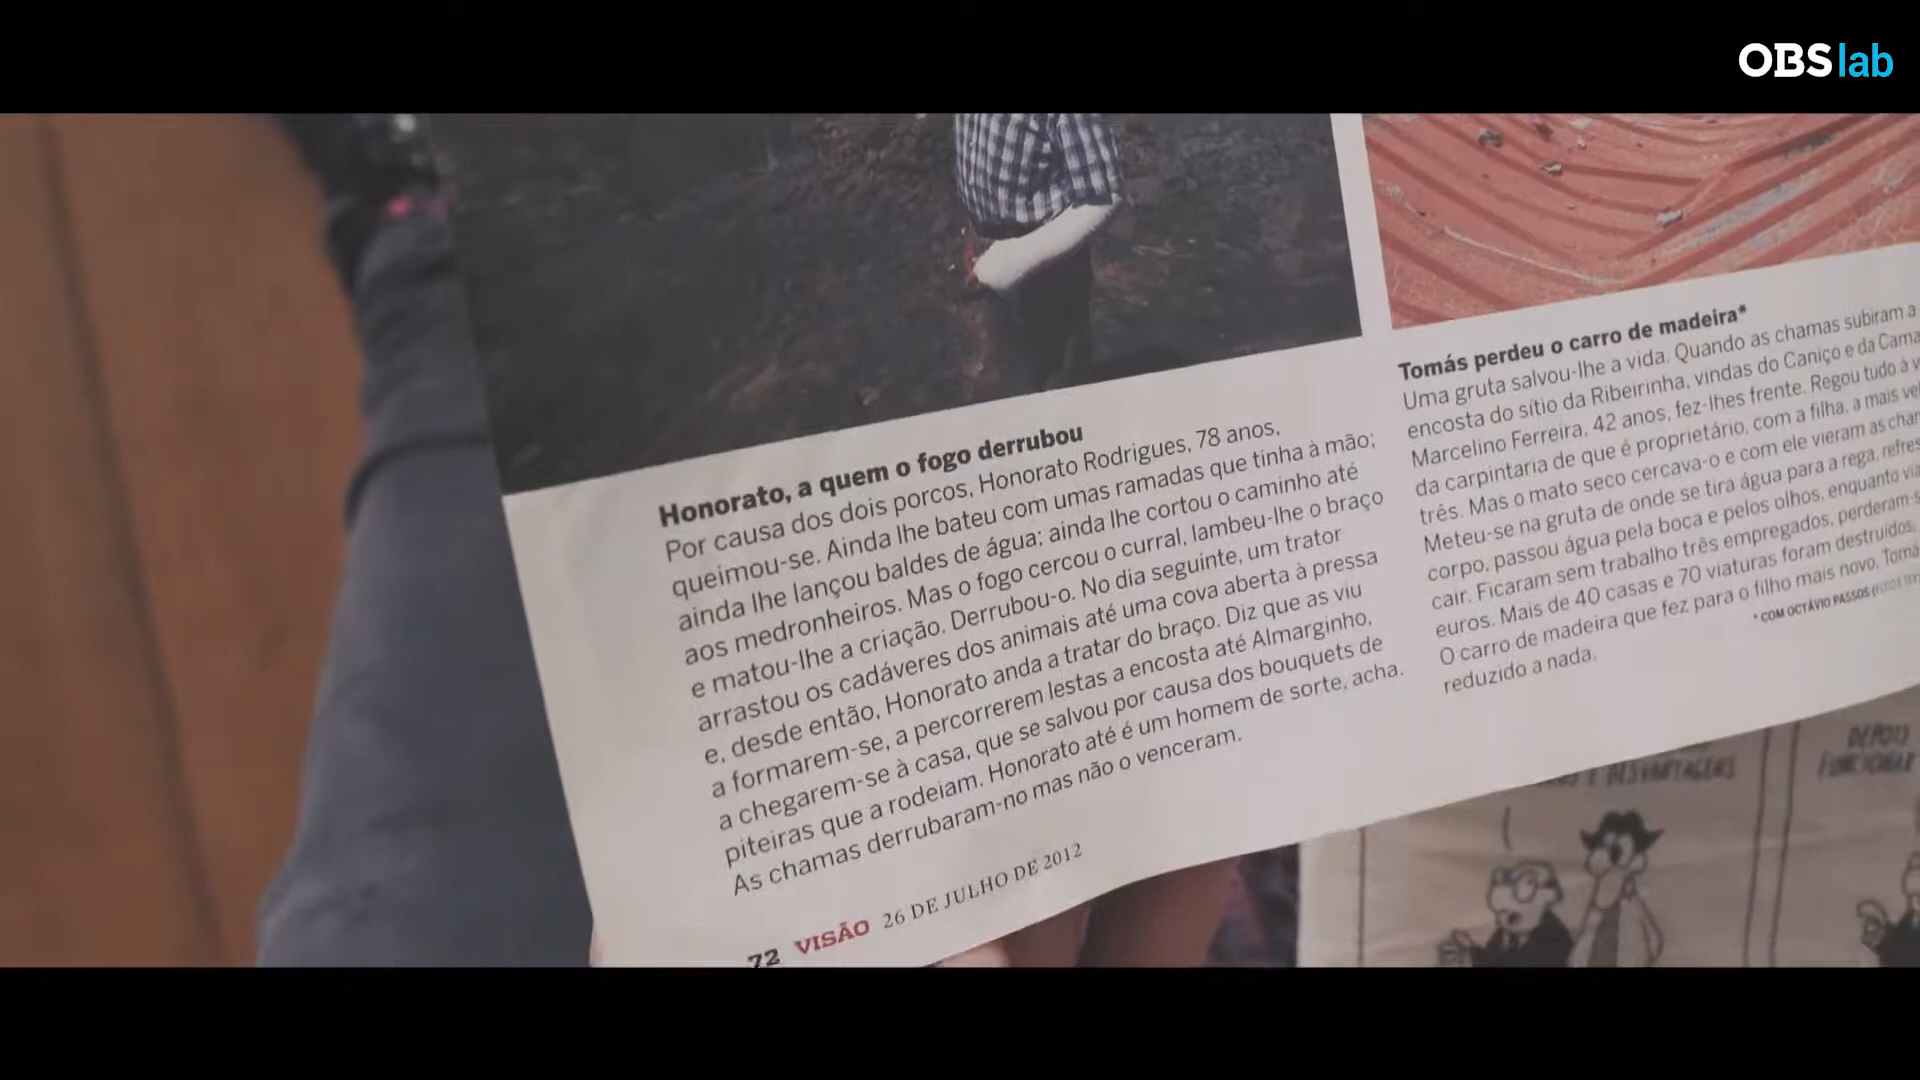 OBS lab
Honorato, a quem o fogo derrubou
Por causa dos dois porcos, Honorato Rodrigues, 78 anos,
queimou-se. Ainda lhe bateu com umas ramadas que tinha à mão;
ainda lhe lançou baldes de água; ainda lhe cortou o caminho até
aos medronheiros. Mas o fogo cercou o curral, lambeu-lhe o braço
e matou-lhe a criação. Derrubou-o. No dia seguinte, um trator
arrastou os cadáveres dos animais até uma cova aberta à pressa
e, desde então, Honorato anda a tratar do braço. Diz que as viu
a formarem-se, a percorrerem lestas a encosta até Almarginho,
a chegarem-se à casa, que se salvou por causa dos bouquets de
piteiras que a rodeiam. Honorato até é um homem de sorte, acha.
As chamas derrubaram-no mas não o venceram.
72 VISÃO 26 DE JULHO DE 2012
Tomás perdeu o carro de madeira*
Uma gruta salvou-lhe a vida. Quando as chamas subiram a
encosta do sítio da Ribeirinha, vindas do Caniço e da
Marcelino Ferreira, 42 anos, fez-lhes frente. Regou tudo à
da carpintaria de que é proprietário, com a filha, a mais
três. Mas o mato seco cercava-o e com ele vieram as
Meteu-se na gruta de onde se tira água para a rega,
corpo, passou água pela boca e pelos olhos, enquanto
cair. Ficaram sem trabalho três empregados,
euros. Mais de 40 casas e 70 viaturas foram destruídos.
O carro de madeira que fez para o filho mais novo,
reduzido a nada.
* COM OCTÁVIO PASSOS
DEPOIS
FUNCIONAR